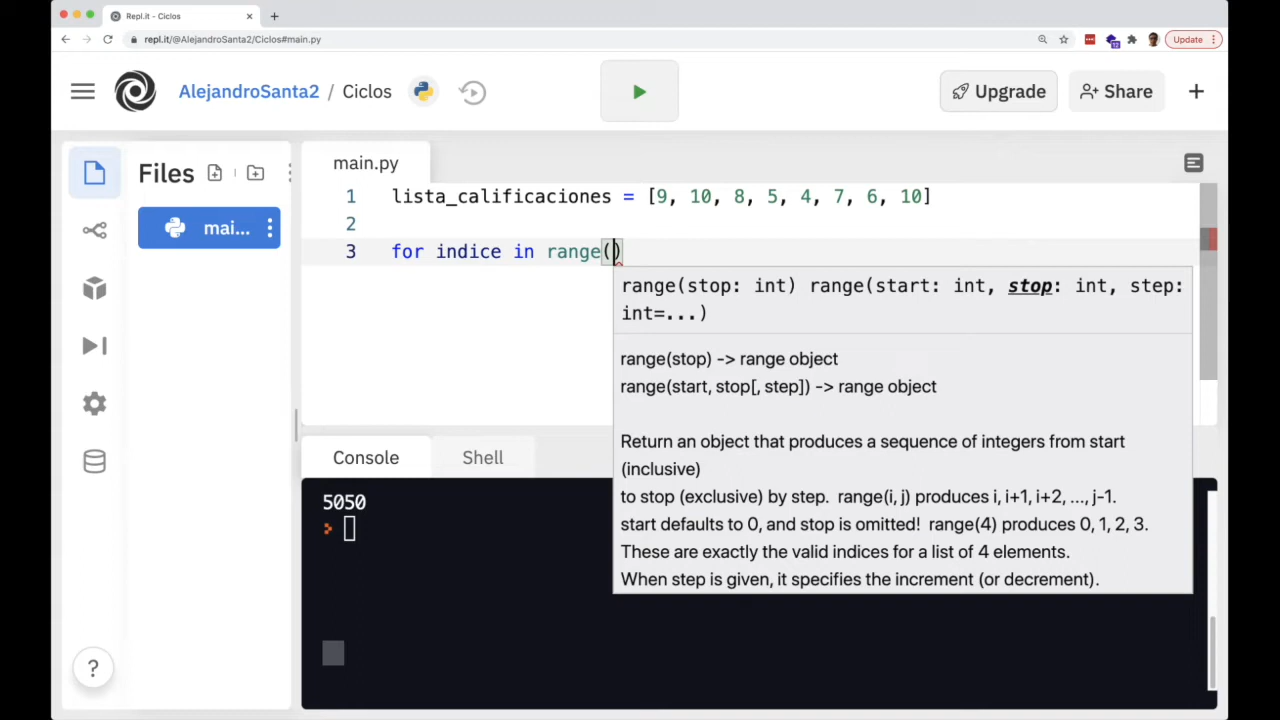 Repl.it - Ciclos
repl.it/@AlejandroSanta2/Ciclos#main.py
Update
12
AlejandroSanta2 / Ciclos
Upgrade
Share
Files
mai...
main.py
1 lista_calificaciones = [9, 10, 8, 5, 4, 7, 6, 10]
2
3 for indice in range()
range(stop: int) range(start: int, stop: int, step:
int=...)
range(stop) -> range object
range(start, stop[, step]) -> range object
Return an object that produces a sequence of integers from start
(inclusive)
to stop (exclusive) by step. range(i, j) produces i, i+1, i+2, ..., j-1.
start defaults to 0, and stop is omitted! range(4) produces 0, 1, 2, 3.
These are exactly the valid indices for a list of 4 elements.
When step is given, it specifies the increment (or decrement).
Console
Shell
5050
?